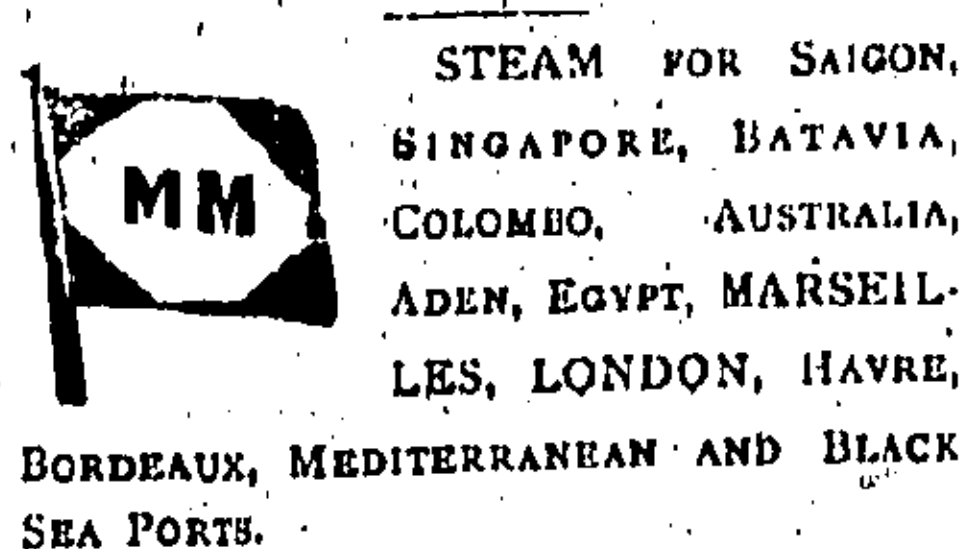 MM
STEAM FOR SAIGON,
SINGAPORE, BATAVIA,
COLOMBO, AUSTRALIA,
ADEN, EGYPT, MARSEIL-
LES, LONDON, HAVRE,
BORDEAUX, MEDITERRANEAN AND BLACK
SEA PORTS.